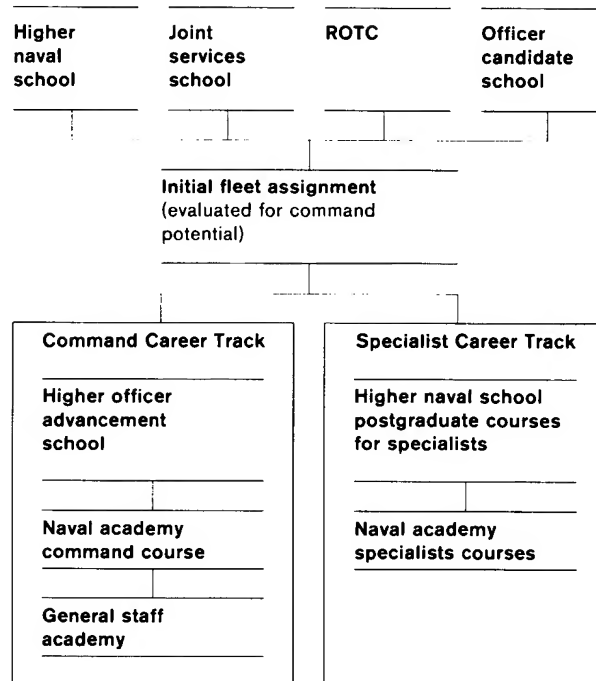 Higher
naval
school
Joint
services
school
ROTC
Officer
candidate
school
Initial fleet assignment
(evaluated for command
potential)
Command Career Track
Higher officer
advancement
school
Naval academy
command course
General staff
academy
Specialist Career Track
Higher naval school
postgraduate courses
for specialists
Naval academy
specialists courses